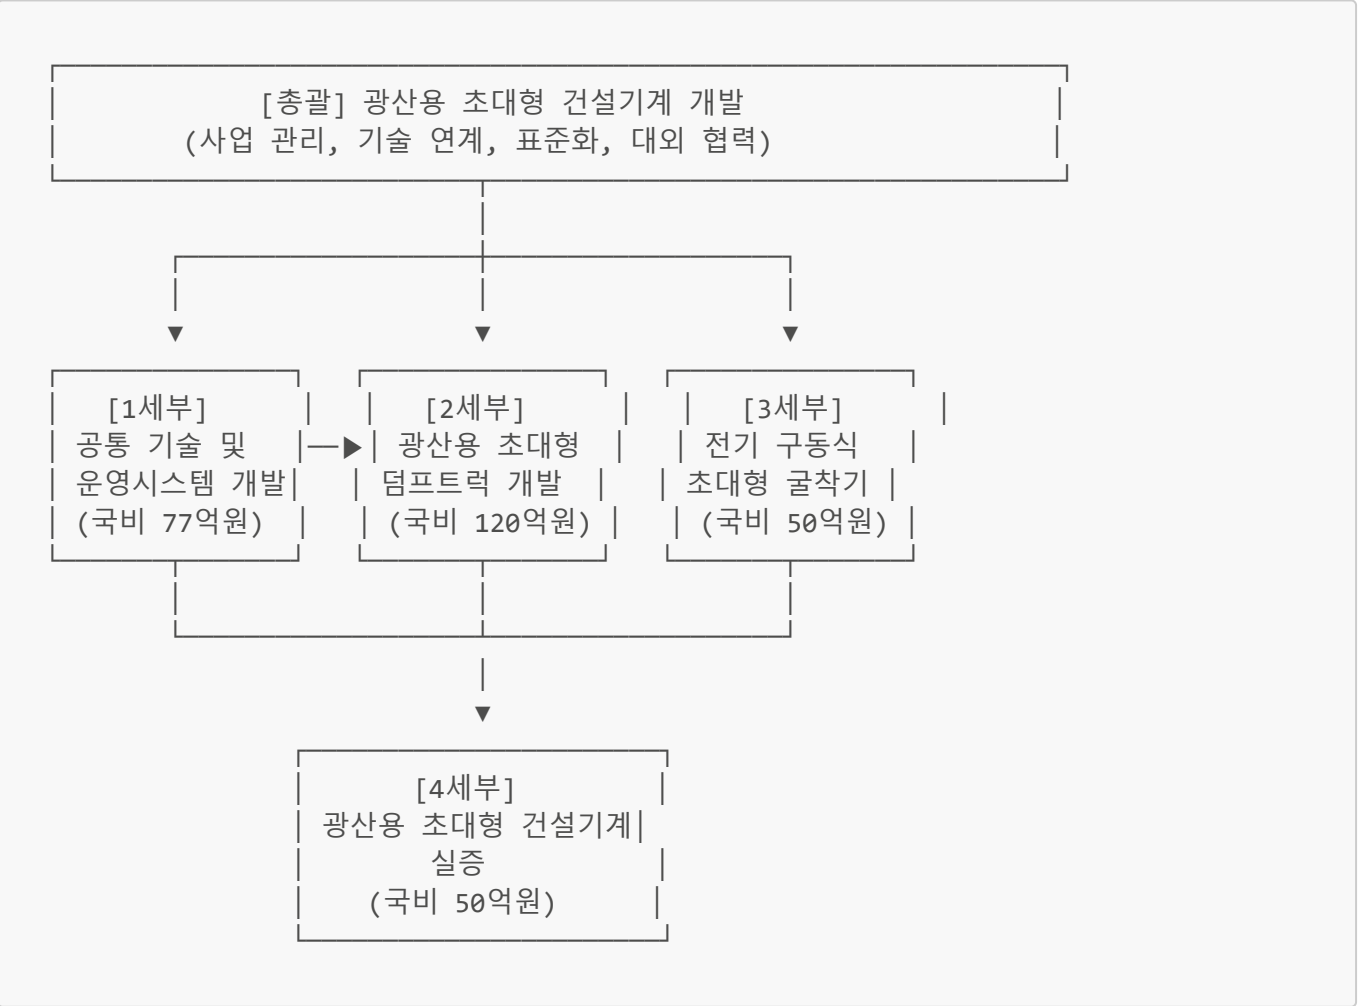 [총괄] 광산용 초대형 건설기계 개발
(사업 관리, 기술 연계, 표준화, 대외 협력)
[1세부]
공통 기술 및
운영시스템 개발
(국비 77억원)
[2세부]
광산용 초대형
덤프트럭 개발
(국비 120억원)
[3세부]
전기 구동식
초대형 굴착기
(국비 50억원)
[4세부]
광산용 초대형 건설기계
실증
(국비 50억원)